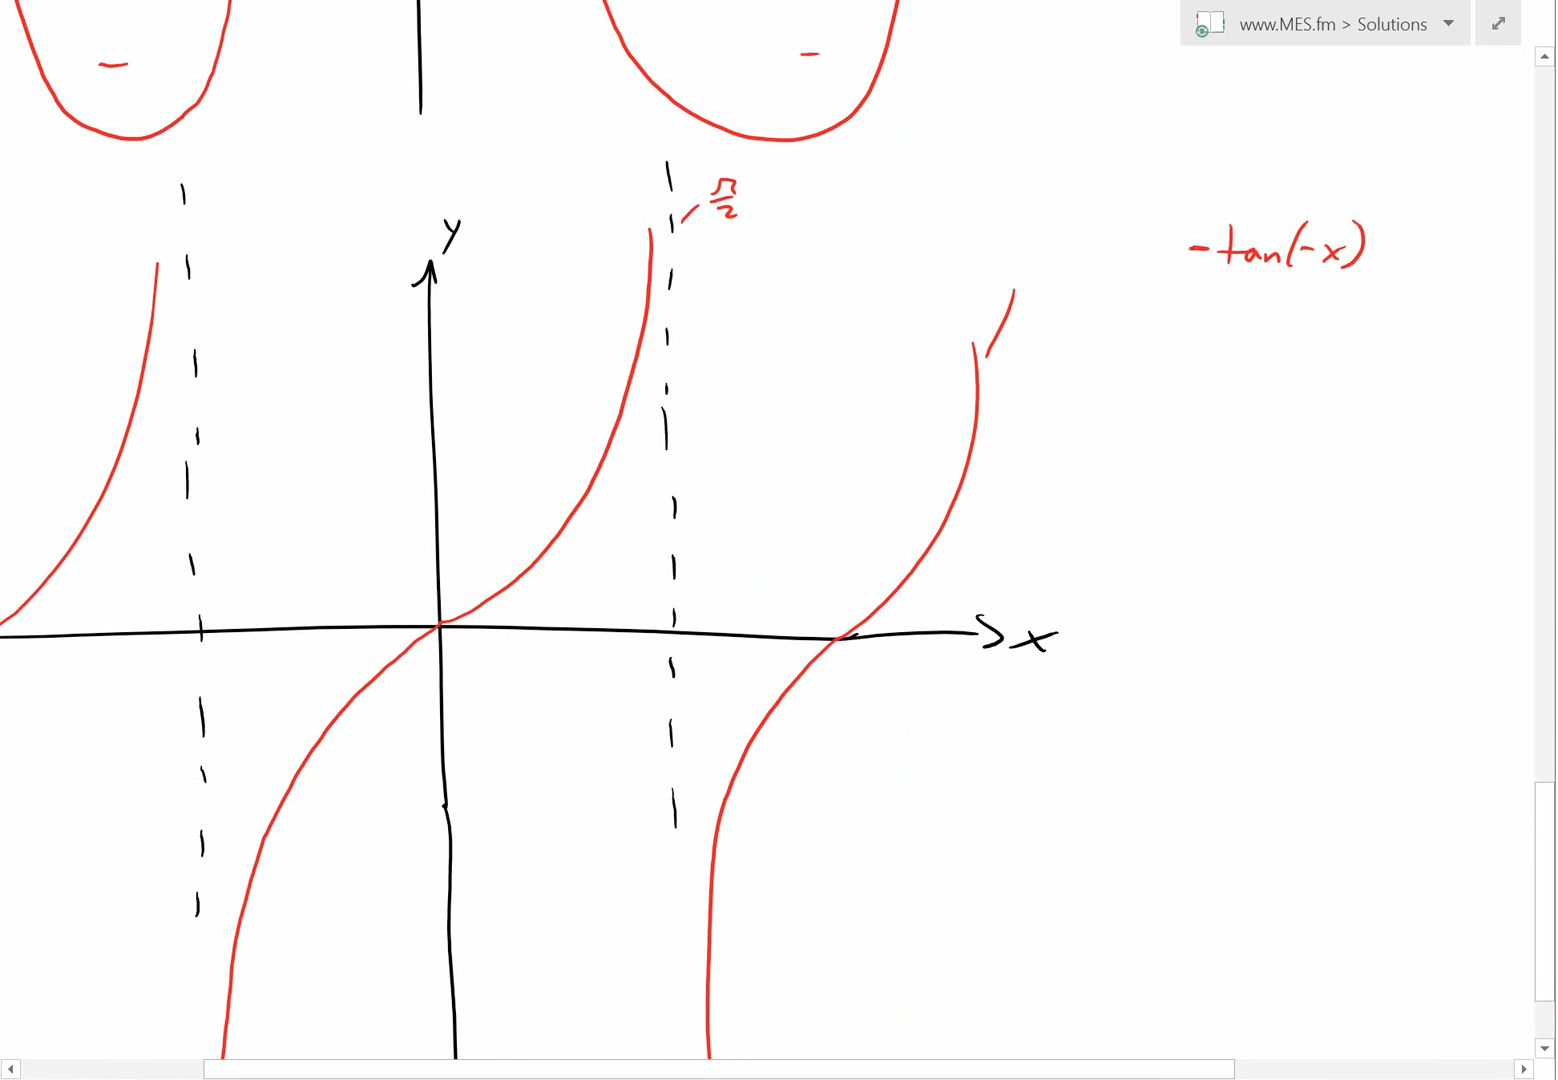 www.MES.fm > Solutions
-
-
π/2
y
-tan(-x)
x